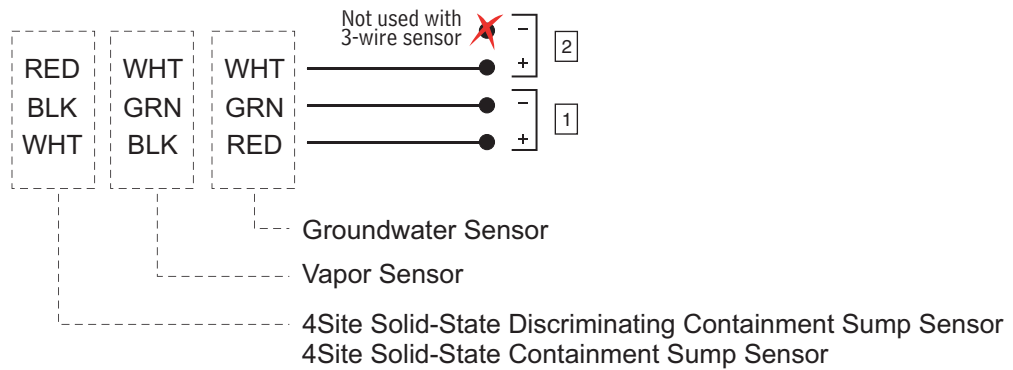 Not used with
3-wire sensor
-
2
RED WHT WHT
+
BLK GRN GRN
-
1
WHT BLK RED
+
Groundwater Sensor
Vapor Sensor
4Site Solid-State Discriminating Containment Sump Sensor
4Site Solid-State Containment Sump Sensor